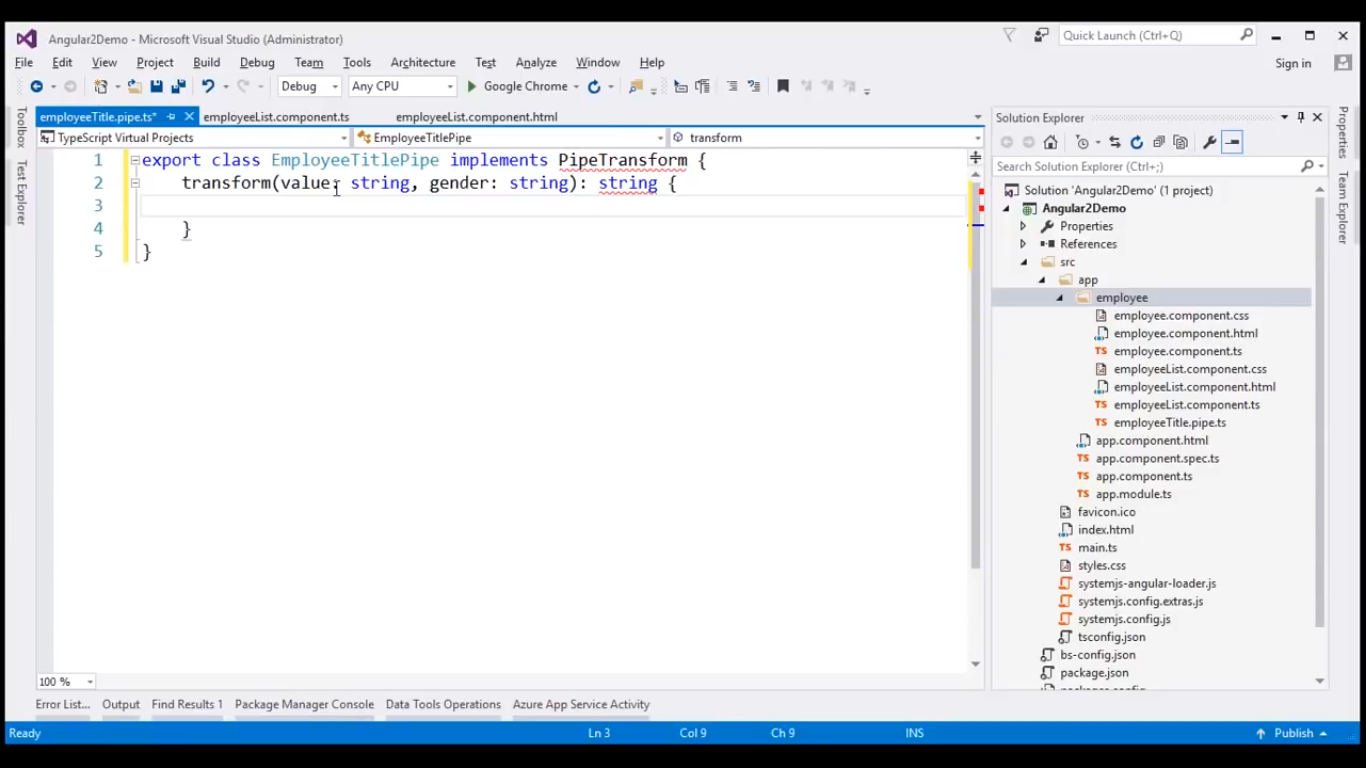 Angular2Demo - Microsoft Visual Studio (Administrator)
Quick Launch (Ctrl+Q)
File Edit View Project Build Debug Team Tools Architecture Test Analyze Window Help
Sign in
Debug Any CPU Google Chrome
Toolbox
Test Explorer
employeeTitle.pipe.ts* employeeList.component.ts employeeList.component.html
TypeScript Virtual Projects EmployeeTitlePipe transform
1 export class EmployeeTitlePipe implements PipeTransform {
2 transform(value: string, gender: string): string {
3
4 }
5 }
100 %
Solution Explorer
Search Solution Explorer (Ctrl+;)
Solution 'Angular2Demo' (1 project)
Angular2Demo
Properties
References
src
app
employee
employee.component.css
employee.component.html
employee.component.ts
employeeList.component.css
employeeList.component.html
employeeList.component.ts
employeeTitle.pipe.ts
app.component.html
app.component.spec.ts
app.component.ts
app.module.ts
favicon.ico
index.html
main.ts
styles.css
systemjs-angular-loader.js
systemjs.config.extras.js
systemjs.config.js
tsconfig.json
bs-config.json
package.json
Properties
Team Explorer
Error List... Output Find Results 1 Package Manager Console Data Tools Operations Azure App Service Activity
Ready Ln 3 Col 9 Ch 9 INS Publish